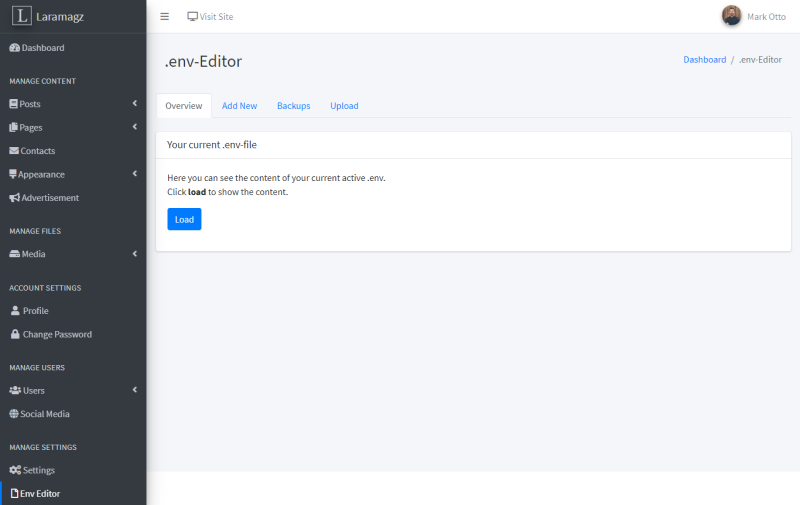 L Laramagz
Visit Site
Mark Otto
Dashboard
MANAGE CONTENT
Posts
Pages
Contacts
Appearance
Advertisement
MANAGE FILES
Media
ACCOUNT SETTINGS
Profile
Change Password
MANAGE USERS
Users
Social Media
MANAGE SETTINGS
Settings
Env Editor
.env-Editor
Dashboard / .env-Editor
Overview Add New Backups Upload
Your current .env-file
Here you can see the content of your current active .env.
Click load to show the content.
Load